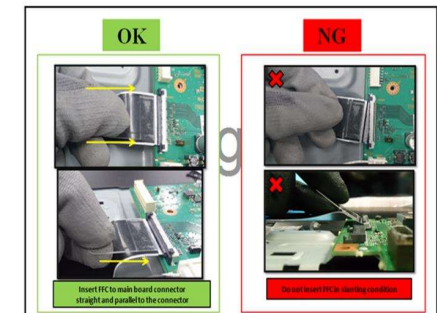 OK
NG
g
Insert FFC to main board connector
straight and parallel to the connector
Do not insert FFC in slanting condition